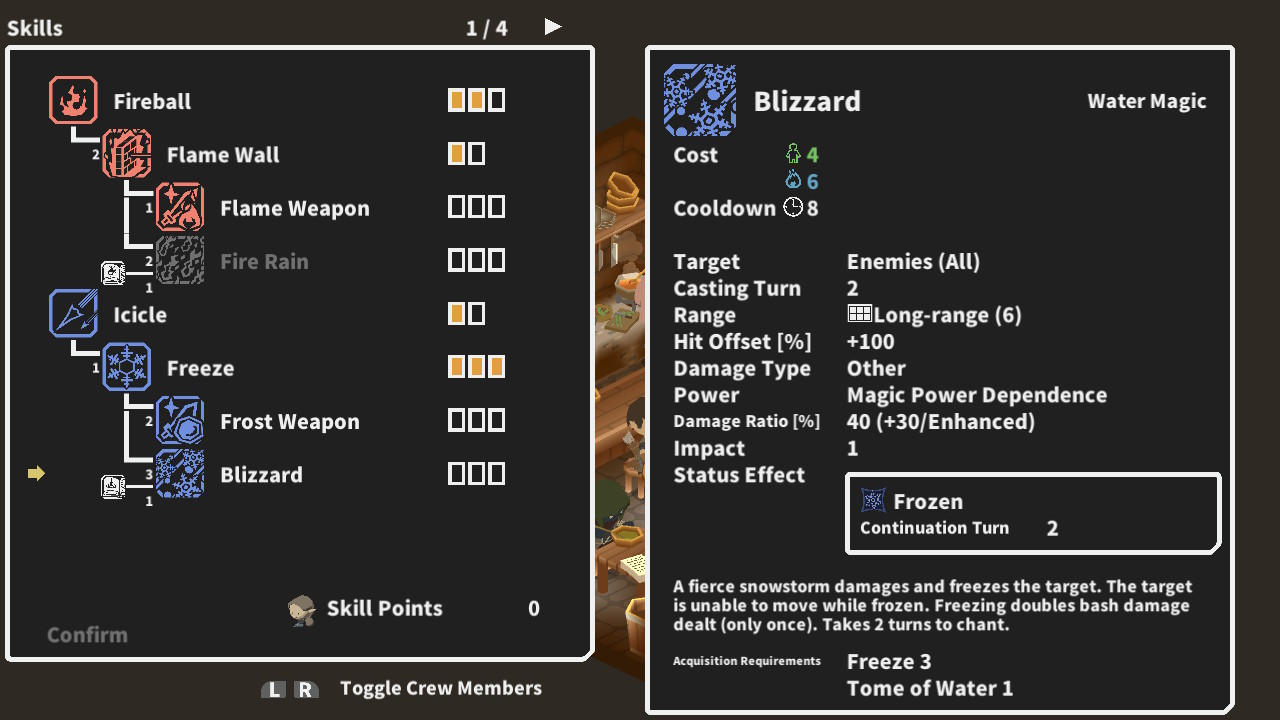 Skills 1 / 4
Fireball
2 Flame Wall
1 Flame Weapon
2
Fire Rain
1
Icicle
1 Freeze
2 Frost Weapon
3
Blizzard
1
Skill Points 0
Confirm
L R Toggle Crew Members
Blizzard Water Magic
Cost 4
6
Cooldown 8
Target Enemies (All)
Casting Turn 2
Range Long-range (6)
Hit Offset [%] +100
Damage Type Other
Power Magic Power Dependence
Damage Ratio [%] 40 (+30/Enhanced)
Impact 1
Status Effect
Frozen
Continuation Turn 2
A fierce snowstorm damages and freezes the target. The target
is unable to move while frozen. Freezing doubles bash damage
dealt (only once). Takes 2 turns to chant.
Acquisition Requirements Freeze 3
Tome of Water 1